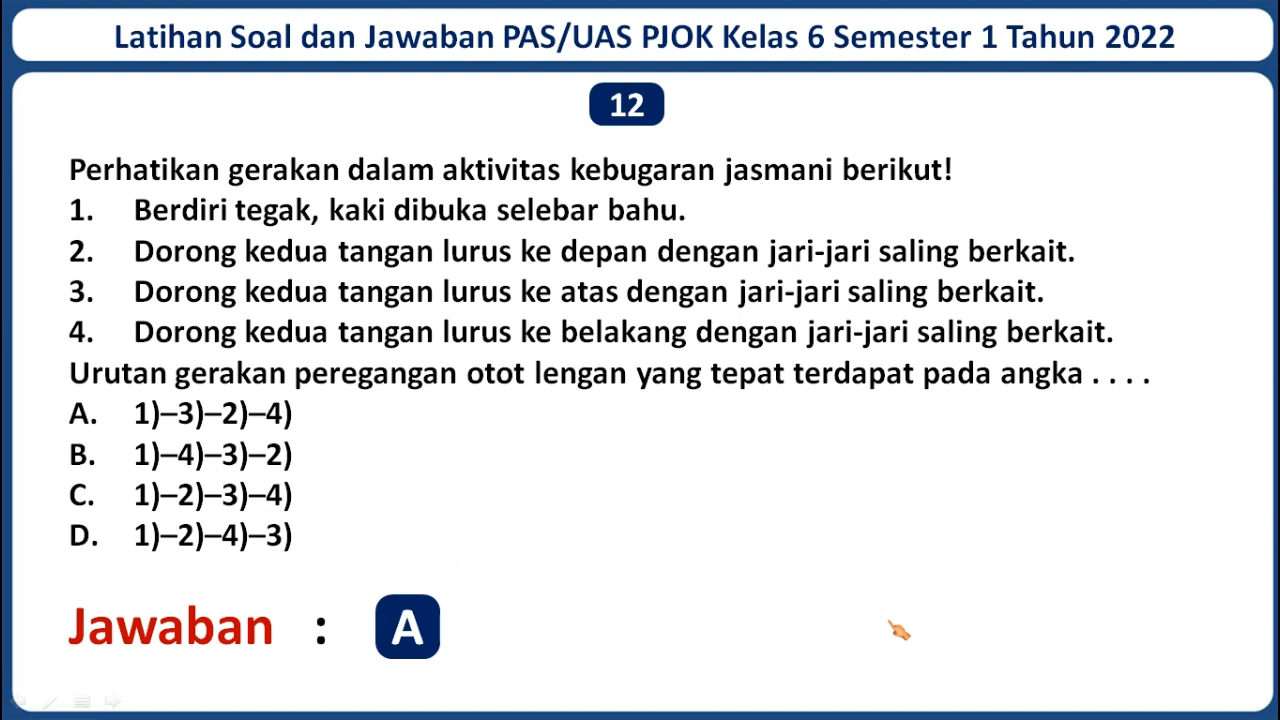 Latihan Soal dan Jawaban PAS/UAS PJOK Kelas 6 Semester 1 Tahun 2022
12
Perhatikan gerakan dalam aktivitas kebugaran jasmani berikut!
1. Berdiri tegak, kaki dibuka selebar bahu.
2. Dorong kedua tangan lurus ke depan dengan jari-jari saling berkait.
3. Dorong kedua tangan lurus ke atas dengan jari-jari saling berkait.
4. Dorong kedua tangan lurus ke belakang dengan jari-jari saling berkait.
Urutan gerakan peregangan otot lengan yang tepat terdapat pada angka . . . .
A. 1)–3)–2)–4)
B. 1)–4)–3)–2)
C. 1)–2)–3)–4)
D. 1)–2)–4)–3)
Jawaban : A